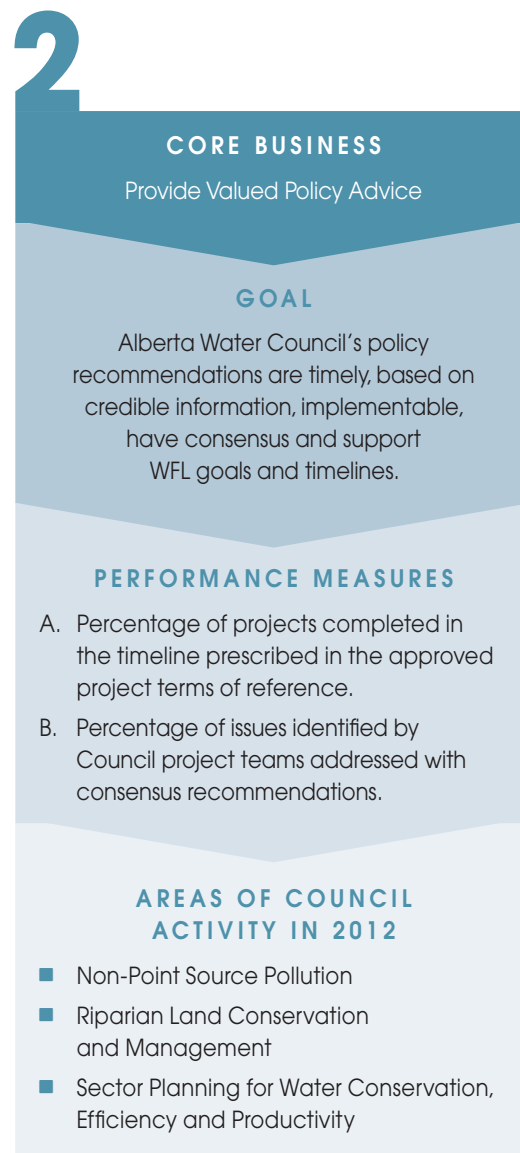 2
CORE BUSINESS
Provide Valued Policy Advice
GOAL
Alberta Water Council's policy
recommendations are timely, based on
credible information, implementable,
have consensus and support
WFL goals and timelines.
PERFORMANCE MEASURES
A. Percentage of projects completed in
the timeline prescribed in the approved
project terms of reference.
B. Percentage of issues identified by
Council project teams addressed with
consensus recommendations.
AREAS OF COUNCIL
ACTIVITY IN 2012
■ Non-Point Source Pollution
■ Riparian Land Conservation
and Management
■ Sector Planning for Water Conservation,
Efficiency and Productivity